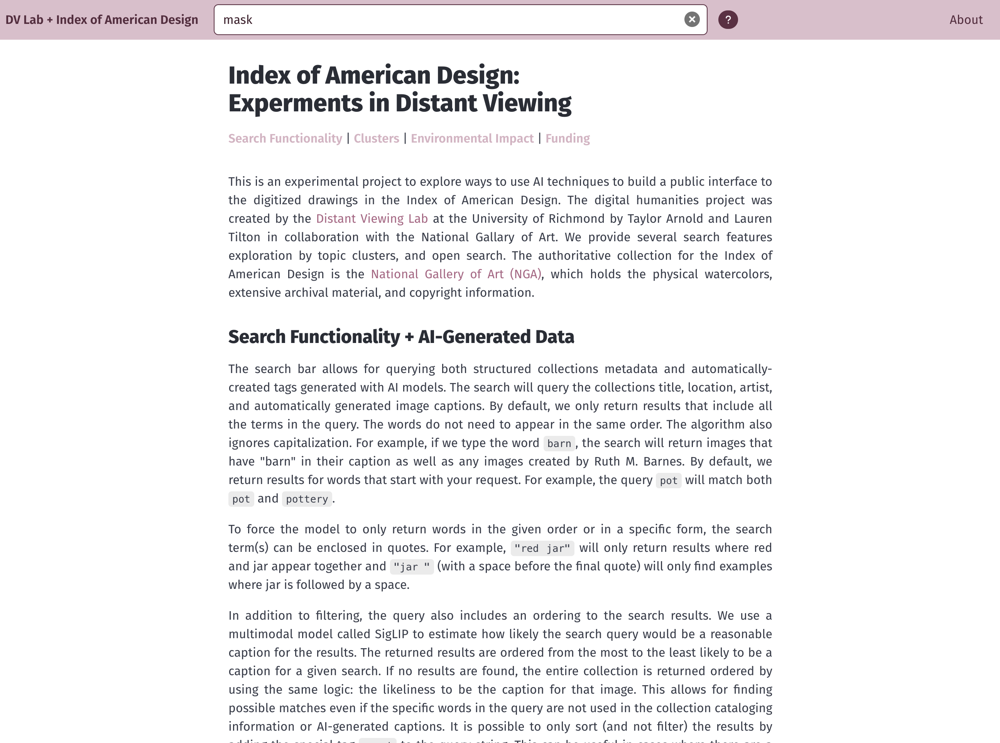 DV Lab + Index of American Design
mask
?
About
Index of American Design:
Experments in Distant Viewing
Search Functionality | Clusters | Environmental Impact | Funding
This is an experimental project to explore ways to use AI techniques to build a public interface to
the digitized drawings in the Index of American Design. The digital humanities project was
created by the Distant Viewing Lab at the University of Richmond by Taylor Arnold and Lauren
Tilton in collaboration with the National Gallary of Art. We provide several search features
exploration by topic clusters, and open search. The authoritative collection for the Index of
American Design is the National Gallery of Art (NGA), which holds the physical watercolors,
extensive archival material, and copyright information.
Search Functionality + AI-Generated Data
The search bar allows for querying both structured collections metadata and automatically-
created tags generated with AI models. The search will query the collections title, location, artist,
and automatically generated image captions. By default, we only return results that include all
the terms in the query. The words do not need to appear in the same order. The algorithm also
ignores capitalization. For example, if we type the word barn, the search will return images that
have "barn" in their caption as well as any images created by Ruth M. Barnes. By default, we
return results for words that start with your request. For example, the query pot will match both
pot and pottery.
To force the model to only return words in the given order or in a specific form, the search
term(s) can be enclosed in quotes. For example, "red jar" will only return results where red
and jar appear together and "jar " (with a space before the final quote) will only find examples
where jar is followed by a space.
In addition to filtering, the query also includes an ordering to the search results. We use a
multimodal model called SigLIP to estimate how likely the search query would be a reasonable
caption for the results. The returned results are ordered from the most to the least likely to be a
caption for a given search. If no results are found, the entire collection is returned ordered by
using the same logic: the likeliness to be the caption for that image. This allows for finding
possible matches even if the specific words in the query are not used in the collection cataloging
information or AI-generated captions. It is possible to only sort (and not filter) the results by
adding the special tag to the query string. This can be useful in cases where there are a